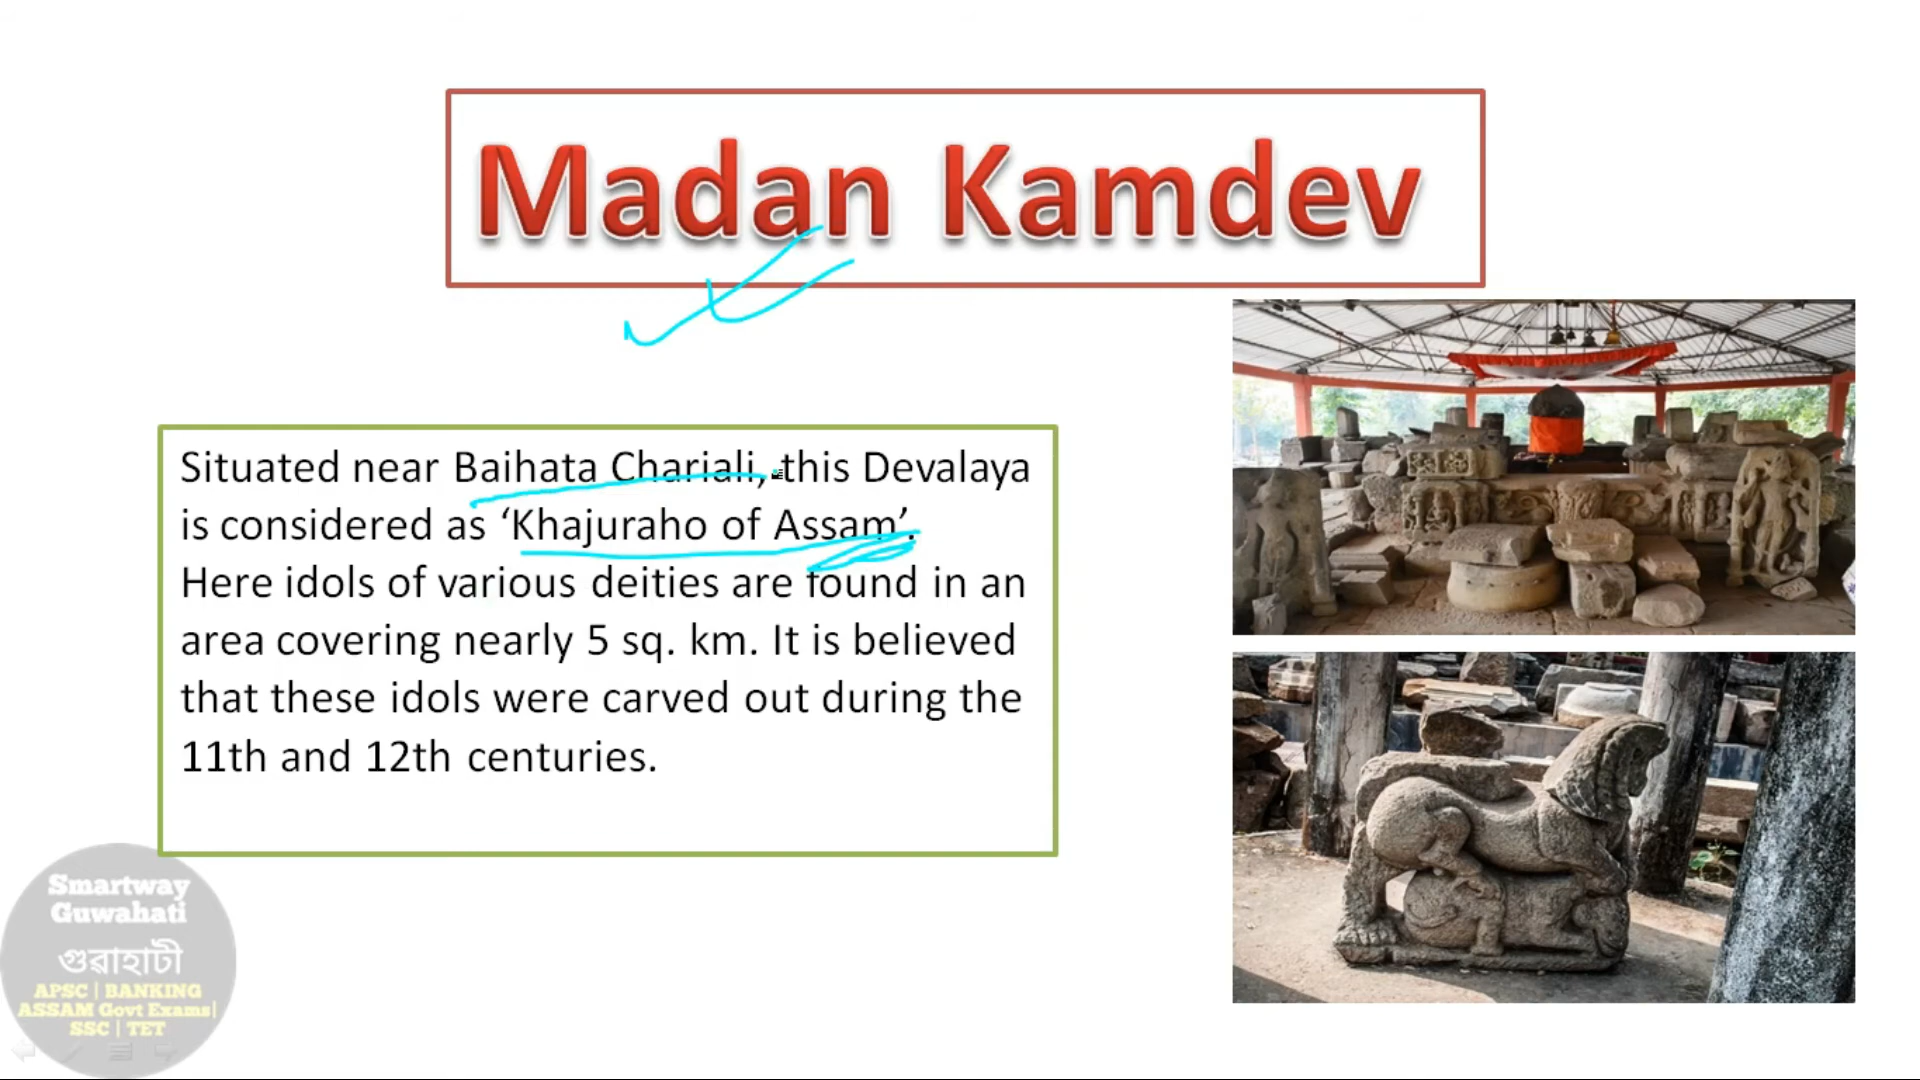 Madan Kamdev
Situated near Baihata Chariali, this Devalaya
is considered as ‘Khajuraho of Assam’.
Here idols of various deities are found in an
area covering nearly 5 sq. km. It is believed
that these idols were carved out during the
11th and 12th centuries.
Smartway
Guwahati
গুৱাহাটী
APSC | BANKING
ASSAM Govt Exams|
SSC | TET